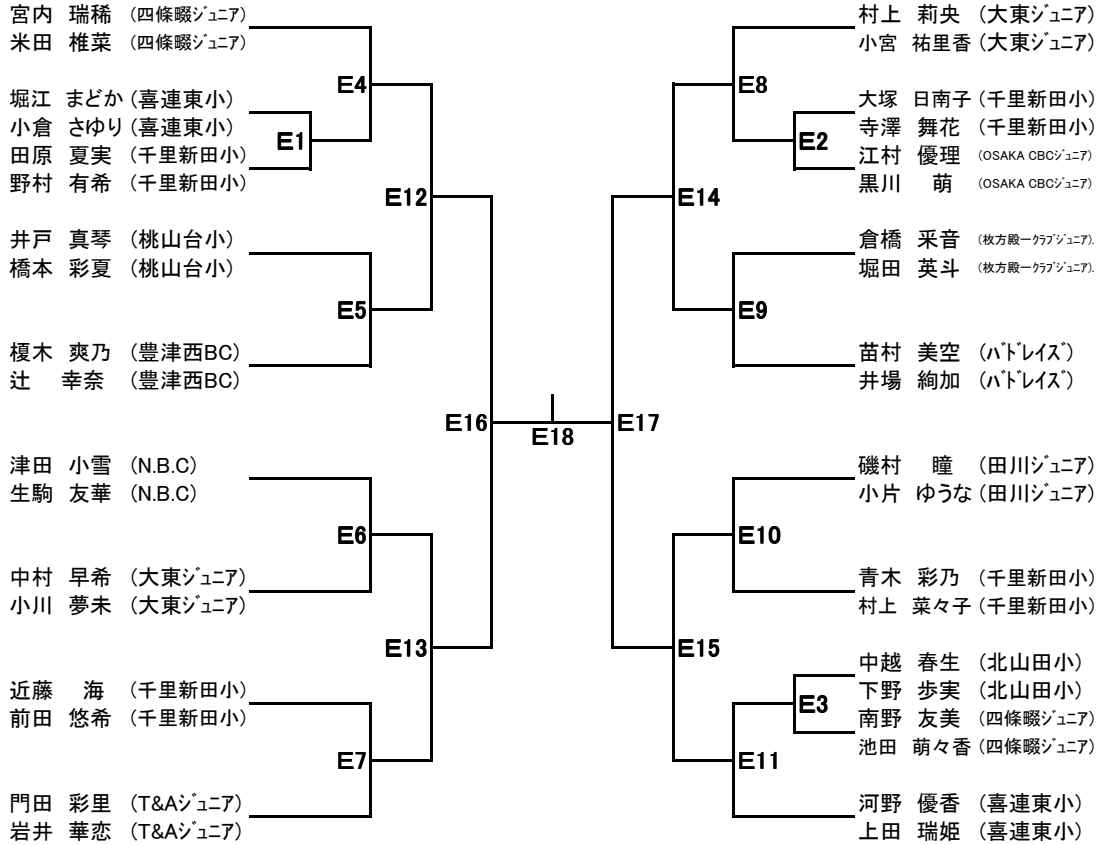 宮内 瑞稀 (四條畷ｼﾞｭﾆｱ)
米田 椎菜 (四條畷ｼﾞｭﾆｱ)
E4
堀江 まどか (喜連東小)
小倉 さゆり (喜連東小)
E1
田原 夏実 (千里新田小)
野村 有希 (千里新田小)
E12
井戸 真琴 (桃山台小)
橋本 彩夏 (桃山台小)
E5
榎木 爽乃 (豊津西BC)
辻 幸奈 (豊津西BC)
E16
E18
津田 小雪 (N.B.C)
生駒 友華 (N.B.C)
E6
中村 早希 (大東ｼﾞｭﾆｱ)
小川 夢未 (大東ｼﾞｭﾆｱ)
E13
近藤 海 (千里新田小)
前田 悠希 (千里新田小)
E7
門田 彩里 (T&Aｼﾞｭﾆｱ)
岩井 華恋 (T&Aｼﾞｭﾆｱ)
村上 莉央 (大東ジュニア)
小宮 祐里香 (大東ジュニア)
E8
大塚 日南子 (千里新田小)
寺澤 舞花 (千里新田小)
E2
江村 優理 (OSAKA CBCｼﾞｭﾆｱ)
黒川 萌 (OSAKA CBCｼﾞｭﾆｱ)
E14
倉橋 采音 (枚方殿一ｸﾗﾌﾞｼﾞｭﾆｱ).
堀田 英斗 (枚方殿一ｸﾗﾌﾞｼﾞｭﾆｱ).
E9
苗村 美空 (ﾊﾞﾄﾞﾚｲｽﾞ)
井場 絢加 (ﾊﾞﾄﾞﾚｲｽﾞ)
E17
磯村 瞳 (田川ジュニア)
小片 ゆうな (田川ジュニア)
E10
青木 彩乃 (千里新田小)
村上 菜々子 (千里新田小)
E15
中越 春生 (北山田小)
下野 歩実 (北山田小)
E3
南野 友美 (四條畷ｼﾞｭﾆｱ)
池田 萌々香 (四條畷ｼﾞｭﾆｱ)
E11
河野 優香 (喜連東小)
上田 瑞姫 (喜連東小)